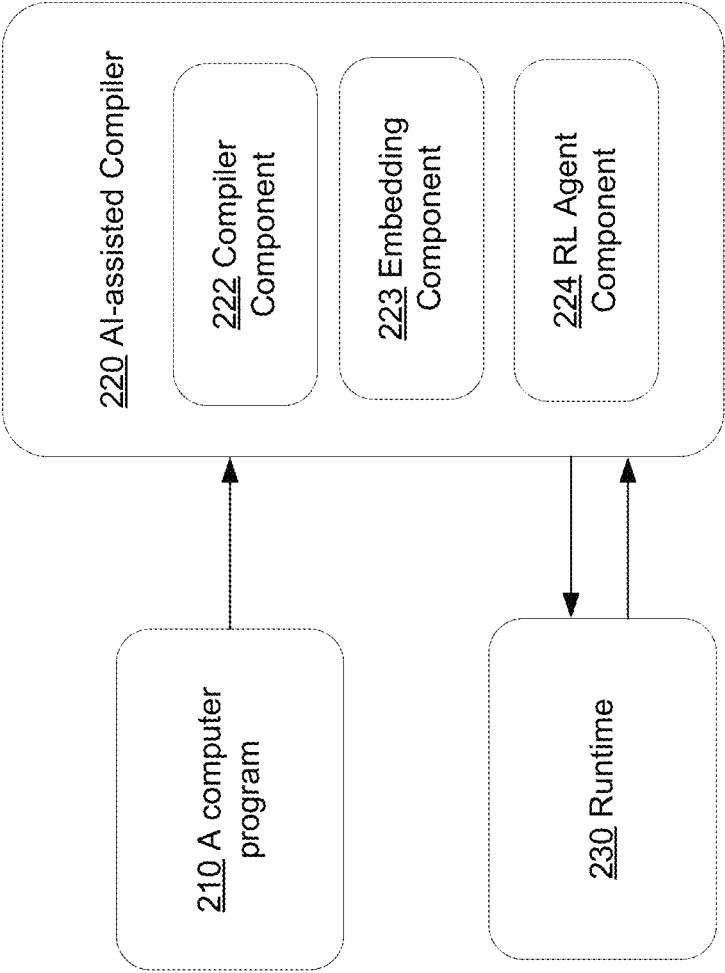 220 AI-assisted Compiler
222 Compiler
Component
223 Embedding
Component
224 RL Agent
Component
210 A computer
program
230 Runtime